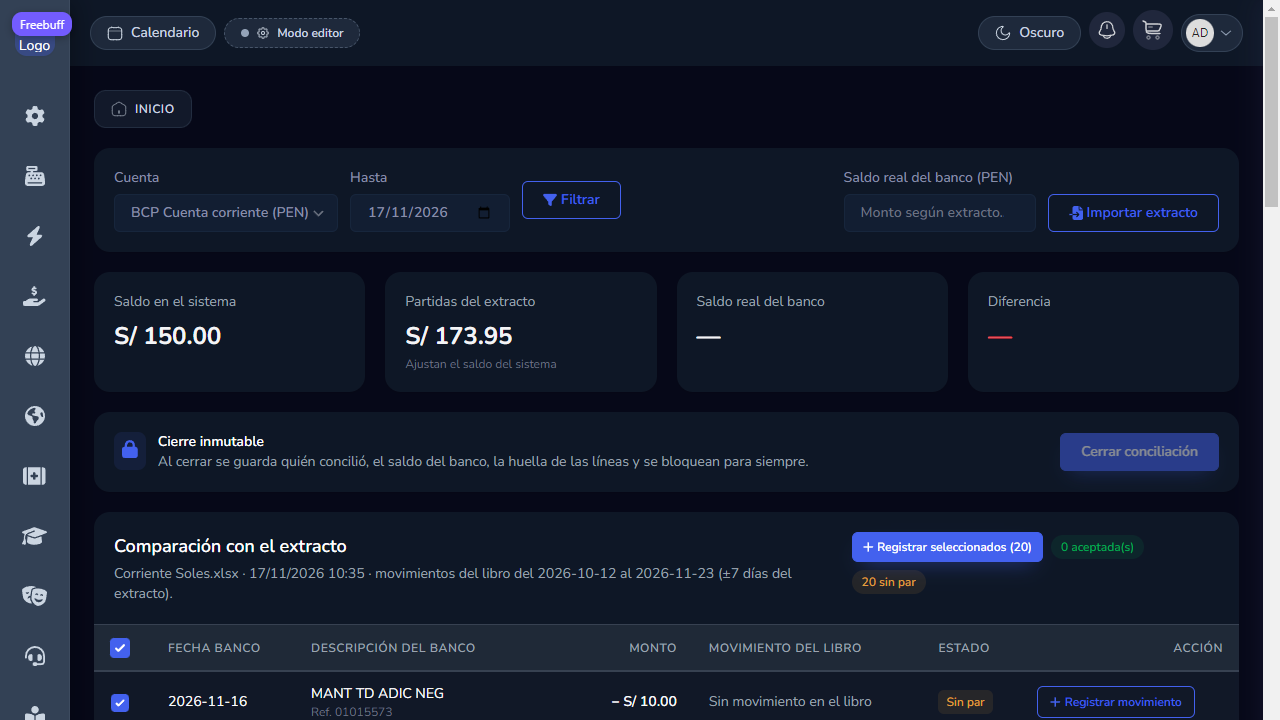 Freebuff
Logo
Calendario
Modo editor
Oscuro
AD
INICIO
Cuenta
Hasta
Saldo real del banco (PEN)
BCP Cuenta corriente (PEN)
17/11/2026
Filtrar
Monto según extracto.
Importar extracto
Saldo en el sistema
S/ 150.00
Partidas del extracto
S/ 173.95
Ajustan el saldo del sistema
Saldo real del banco
—
Diferencia
—
Cierre inmutable
Al cerrar se guarda quién concilió, el saldo del banco, la huella de las líneas y se bloquean para siempre.
Cerrar conciliación
Comparación con el extracto
Corriente Soles.xlsx · 17/11/2026 10:35 · movimientos del libro del 2026-10-12 al 2026-11-23 (±7 días del
extracto).
+ Registrar seleccionados (20)
0 aceptada(s)
20 sin par
FECHA BANCO DESCRIPCIÓN DEL BANCO MONTO MOVIMIENTO DEL LIBRO ESTADO ACCIÓN
2026-11-16 MANT TD ADIC NEG − S/ 10.00 Sin movimiento en el libro Sin par + Registrar movimiento
Ref. 01015573